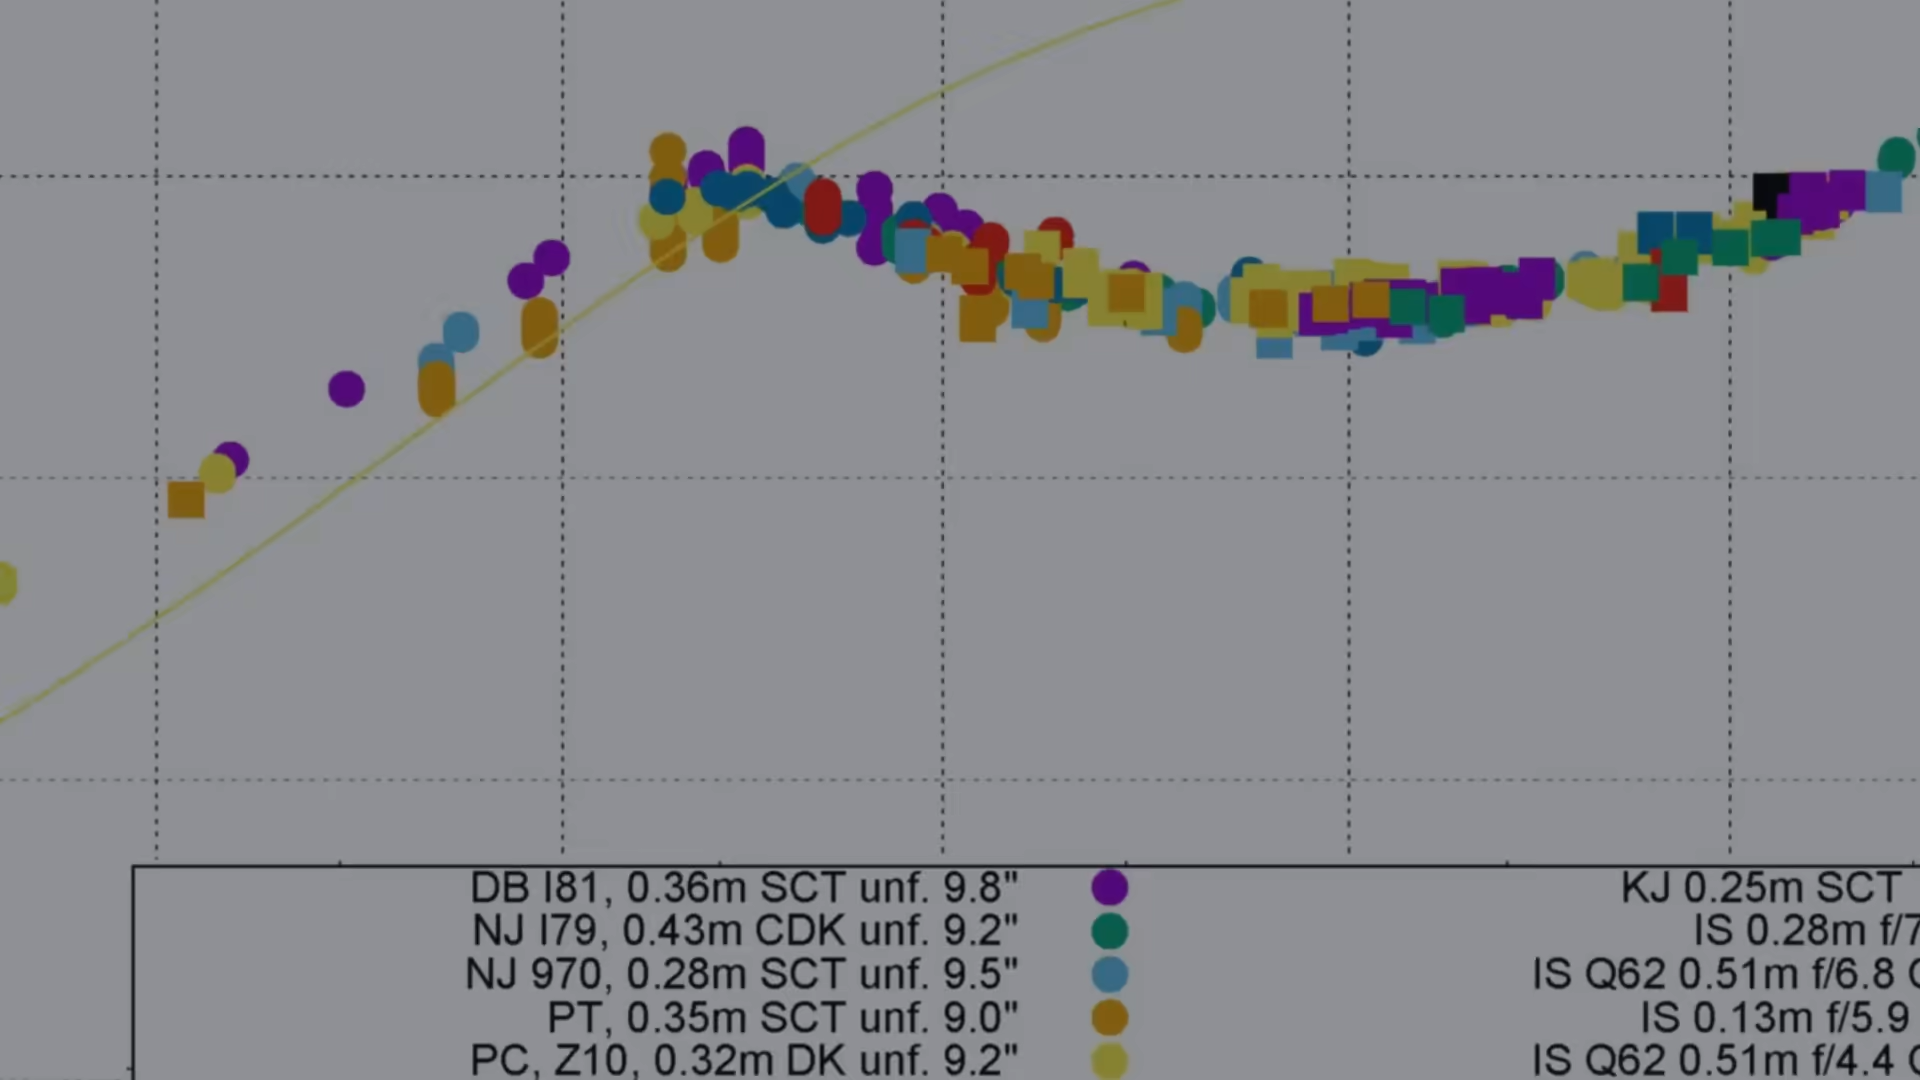 DB I81, 0.36m SCT unf. 9.8"
NJ I79, 0.43m CDK unf. 9.2"
NJ 970, 0.28m SCT unf. 9.5"
PT, 0.35m SCT unf. 9.0"
PC, Z10, 0.32m DK unf. 9.2"
KJ 0.25m SCT
IS 0.28m f/7
IS Q62 0.51m f/6.8
IS 0.13m f/5.9
IS Q62 0.51m f/4.4